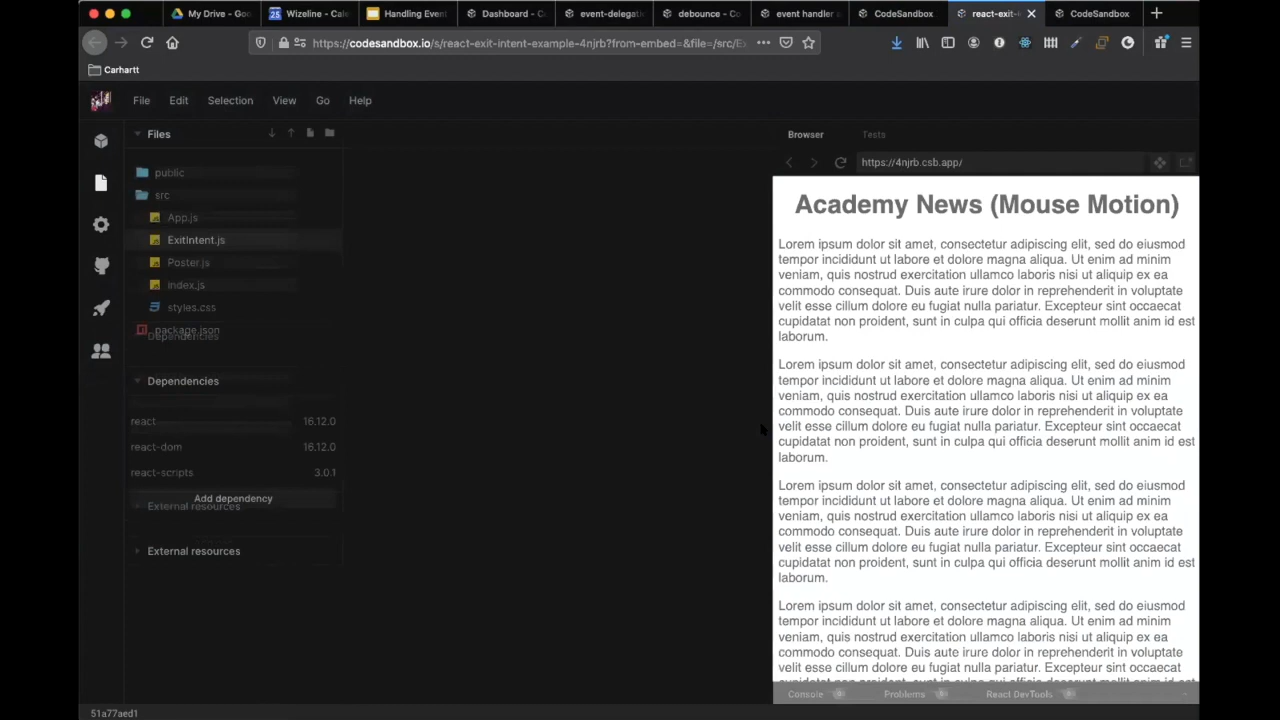 My Drive - Goo
Wizeline - Cale
Handling Event
Dashboard - C
event-delegati
debounce - Co
event handler a
CodeSandbox
react-exit-i
CodeSandbox
https://codesandbox.io/s/react-exit-intent-example-4njrb?from-embed=&file=/src/Ex
Carhartt
File
Edit
Selection
View
Go
Help
Files
public
src
App.js
ExitIntent.js
Poster.js
index.js
styles.css
package.json
Dependencies
Dependencies
react
16.12.0
react-dom
16.12.0
react-scripts
3.0.1
Add dependency
External resources
External resources
51a77aed1
Browser
Tests
https://4njrb.csb.app/
Academy News (Mouse Motion)
Lorem ipsum dolor sit amet, consectetur adipiscing elit, sed do eiusmod
tempor incididunt ut labore et dolore magna aliqua. Ut enim ad minim
veniam, quis nostrud exercitation ullamco laboris nisi ut aliquip ex ea
commodo consequat. Duis aute irure dolor in reprehenderit in voluptate
velit esse cillum dolore eu fugiat nulla pariatur. Excepteur sint occaecat
cupidatat non proident, sunt in culpa qui officia deserunt mollit anim id est
laborum.
Lorem ipsum dolor sit amet, consectetur adipiscing elit, sed do eiusmod
tempor incididunt ut labore et dolore magna aliqua. Ut enim ad minim
veniam, quis nostrud exercitation ullamco laboris nisi ut aliquip ex ea
commodo consequat. Duis aute irure dolor in reprehenderit in voluptate
velit esse cillum dolore eu fugiat nulla pariatur. Excepteur sint occaecat
cupidatat non proident, sunt in culpa qui officia deserunt mollit anim id est
laborum.
Lorem ipsum dolor sit amet, consectetur adipiscing elit, sed do eiusmod
tempor incididunt ut labore et dolore magna aliqua. Ut enim ad minim
veniam, quis nostrud exercitation ullamco laboris nisi ut aliquip ex ea
commodo consequat. Duis aute irure dolor in reprehenderit in voluptate
velit esse cillum dolore eu fugiat nulla pariatur. Excepteur sint occaecat
cupidatat non proident, sunt in culpa qui officia deserunt mollit anim id est
laborum.
Lorem ipsum dolor sit amet, consectetur adipiscing elit, sed do eiusmod
tempor incididunt ut labore et dolore magna aliqua. Ut enim ad minim
veniam, quis nostrud exercitation ullamco laboris nisi ut aliquip ex ea
commodo consequat. Duis aute irure dolor in reprehenderit in voluptate
velit esse cillum dolore eu fugiat nulla pariatur. Excepteur sint occaecat
Console
Problems
React DevTools